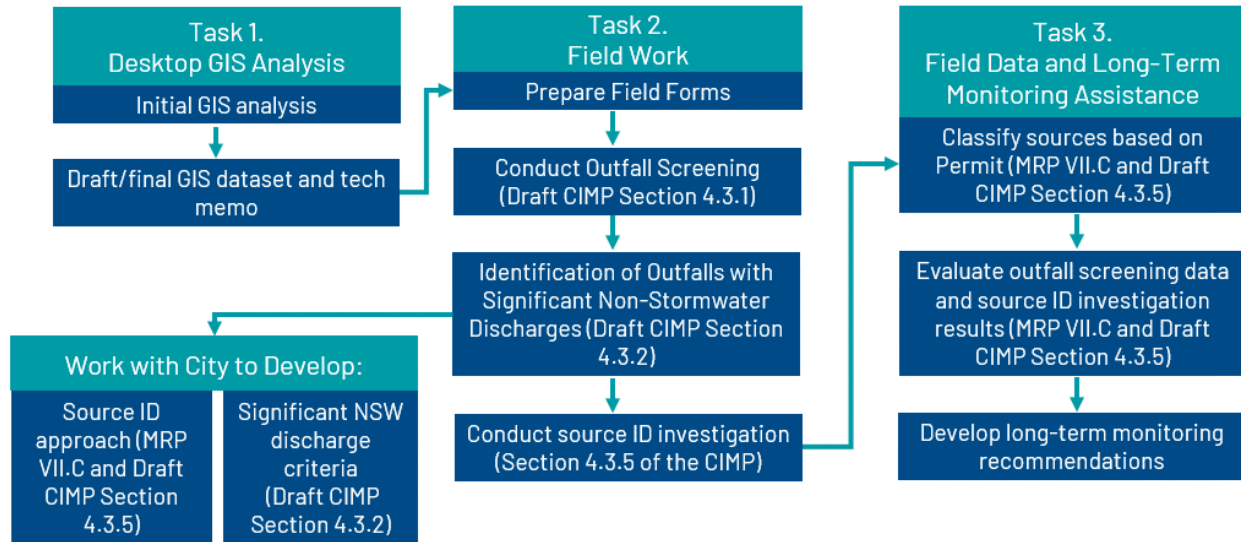 Task 1.
Desktop GIS Analysis
Initial GIS analysis
Draft/final GIS dataset and tech
memo
Task 2.
Field Work
Prepare Field Forms
Conduct Outfall Screening
(Draft CIMP Section 4.3.1)
Identification of Outfalls with
Significant Non-Stormwater
Discharges (Draft CIMP Section
4.3.2)
Conduct source ID investigation
(Section 4.3.5 of the CIMP)
Work with City to Develop:
Source ID
approach (MRP
VII.C and Draft
CIMP Section
4.3.5)
Significant NSW
discharge
criteria
(Draft CIMP
Section 4.3.2)
Task 3.
Field Data and Long-Term
Monitoring Assistance
Classify sources based on
Permit (MRP VII.C and Draft
CIMP Section 4.3.5)
Evaluate outfall screening data
and source ID investigation
results (MRP VII.C and Draft
CIMP Section 4.3.5)
Develop long-term monitoring
recommendations